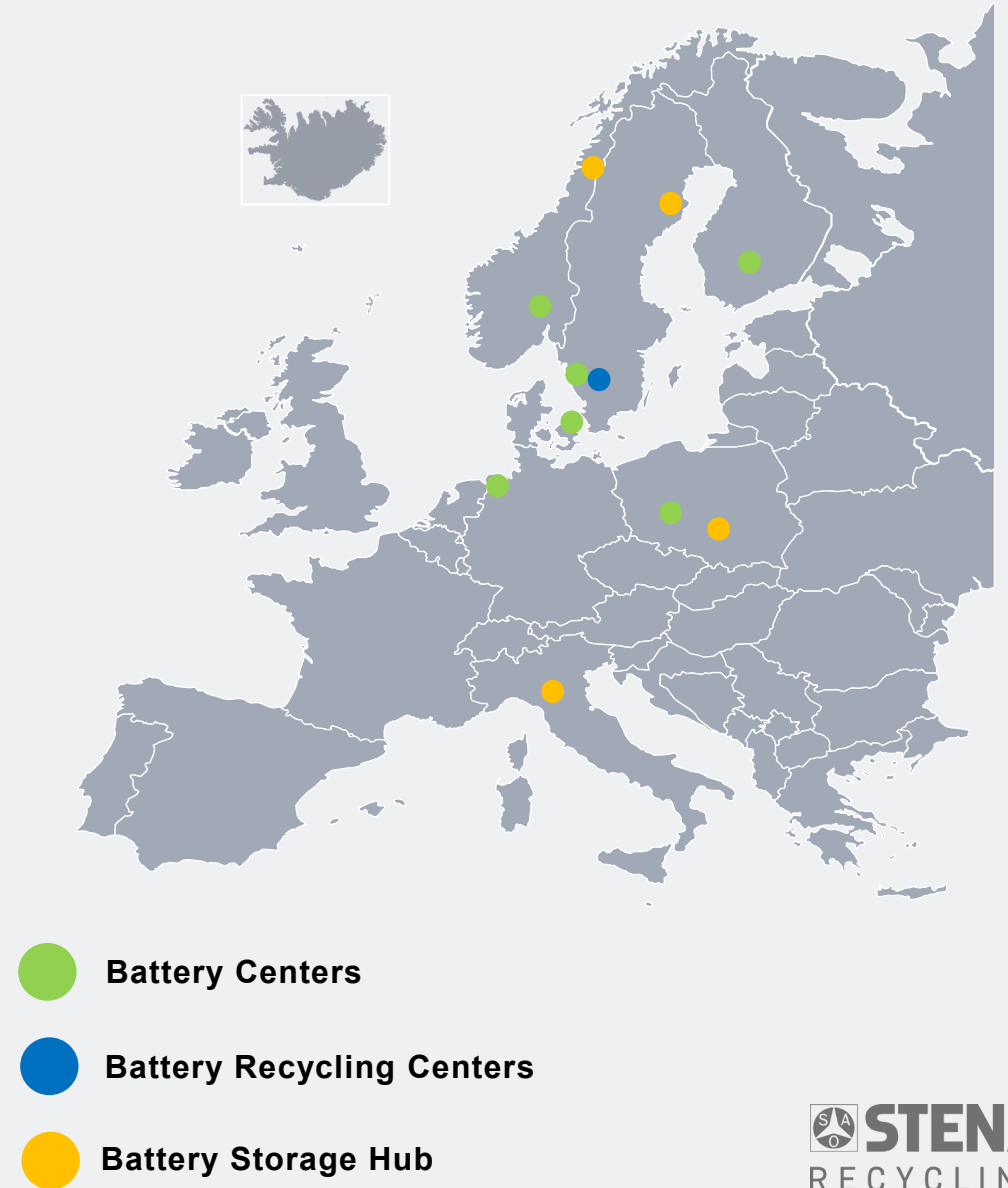 Battery Centers
Battery Recycling Centers
Battery Storage Hub
S A
O
STEN
RECYCLIN